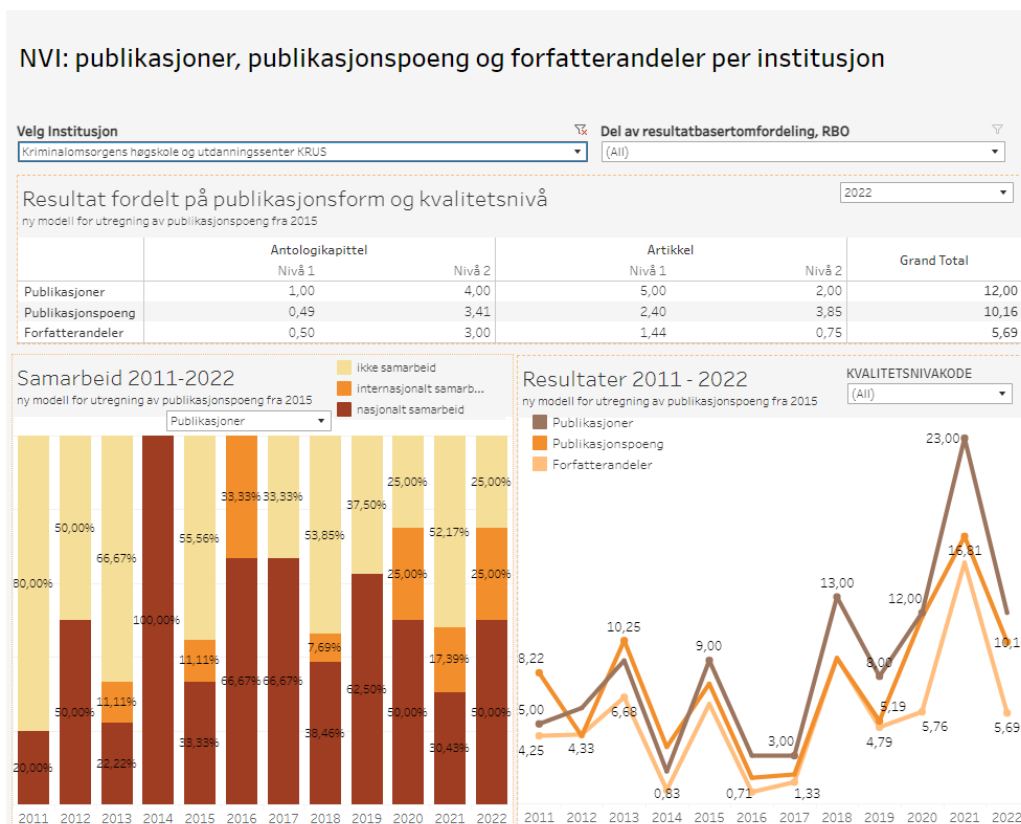 NVI: publikasjoner, publikasjonspoeng og forfatterandeler per institusjon
Velg Institusjon
Kriminalomsorgens høgskole og utdanningssenter KRUS
Del av resultatbasertomfordeling, RBO
(All)
Resultat fordelt på publikasjonsform og kvalitetsnivå
2022
ny modell for utregning av publikasjonspoeng fra 2015
Antologikapittel Artikkel Grand Total
Nivå 1 Nivå 2 Nivå 1 Nivå 2
Publikasjoner 1,00 4,00 5,00 2,00 12,00
Publikasjonspoeng 0,49 3,41 2,40 3,85 10,16
Forfatterandeler 0,50 3,00 1,44 0,75 5,69
Samarbeid 2011-2022
ny modell for utregning av publikasjonspoeng fra 2015
Publikasjoner
ikke samarbeid
internasjonalt samarb...
nasjonalt samarbeid
33,33% 33,33% 25,00% 25,00%
50,00% 55,56% 53,85% 37,50% 52,17%
66,67%
80,00% 25,00% 25,00%
100,00%
11,11% 7,69% 17,39%
11,11% 66,67% 66,67% 62,50%
50,00% 50,00% 50,00%
33,33% 38,46% 30,43%
20,00% 22,22%
2011 2012 2013 2014 2015 2016 2017 2018 2019 2020 2021 2022
Resultater 2011 - 2022
ny modell for utregning av publikasjonspoeng fra 2015
KVALITETSNIVAKODE
(All)
Publikasjoner
Publikasjonspoeng
Forfatterandeler
23,00
16,81
13,00
12,00
10,25
9,00
8,22
8,00
10,1
5,00 6,68 5,19
4,25 4,33 3,00 4,79 5,76 5,69
0,83 0,71 1,33
2011 2012 2013 2014 2015 2016 2017 2018 2019 2020 2021 2022